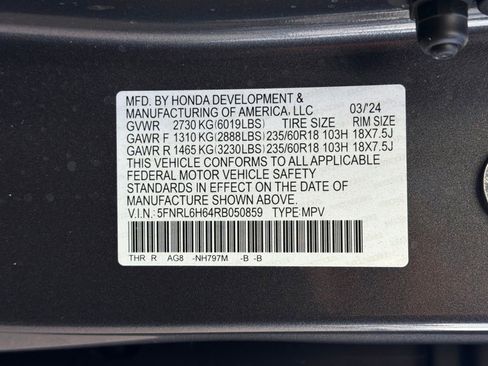 MFD. BY HONDA DEVELOPMENT &
MANUFACTURING OF AMERICA, LLC 03/'24
GVWR 2730 KG (6019LBS) TIRE SIZE RIM SIZE
GAWR F 1310 KG (2888LBS) 235/60R18 103H 18X7.5J
GAWR R 1465 KG (3230LBS) 235/60R18 103H 18X7.5J
THIS VEHICLE CONFORMS TO ALL APPLICABLE
FEDERAL MOTOR VEHICLE SAFETY
STANDARDS IN EFFECT ON THE DATE OF
MANUFACTURE SHOWN ABOVE.
V.I.N.: 5FNRL6H64RB050859 TYPE: MPV
THR R AG8 -NH797M -B -B